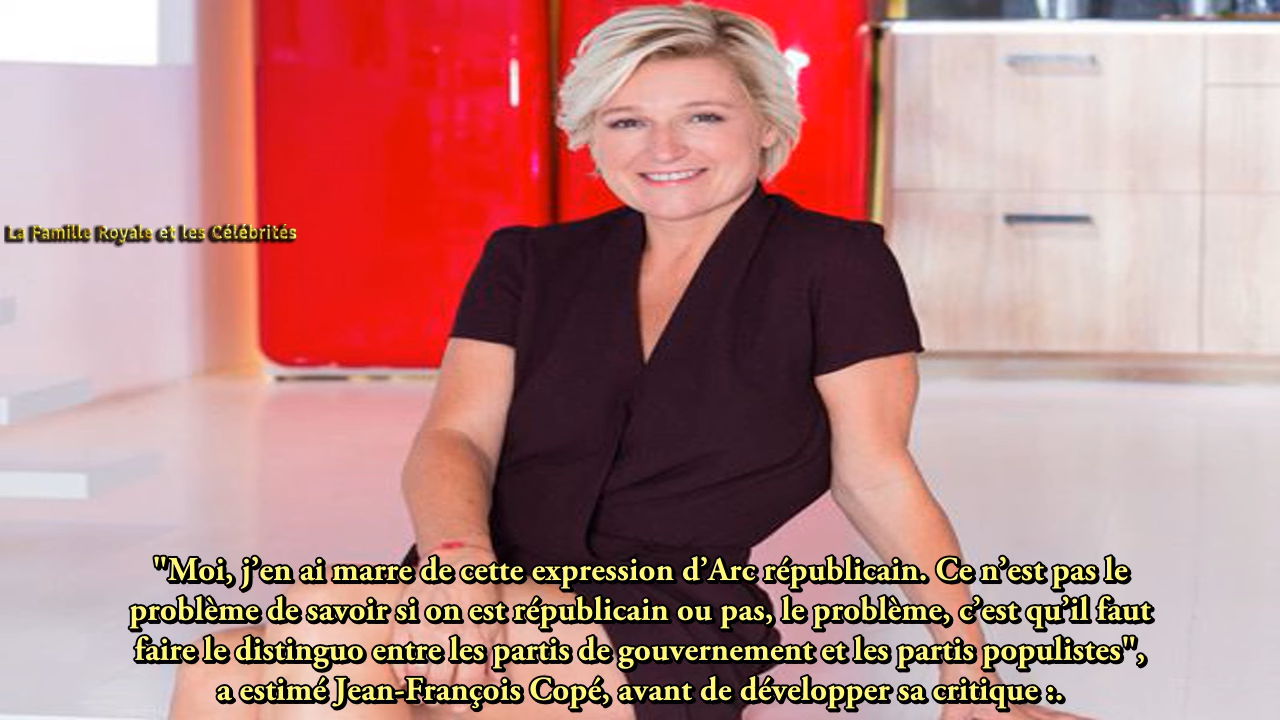 La Famille Royale et les Célébrités
"Moi, j’en ai marre de cette expression d’Arc républicain. Ce n’est pas le
problème de savoir si on est républicain ou pas, le problème, c’est qu’il faut
faire le distinguo entre les partis de gouvernement et les partis populistes",
a estimé Jean-François Copé, avant de développer sa critique :.